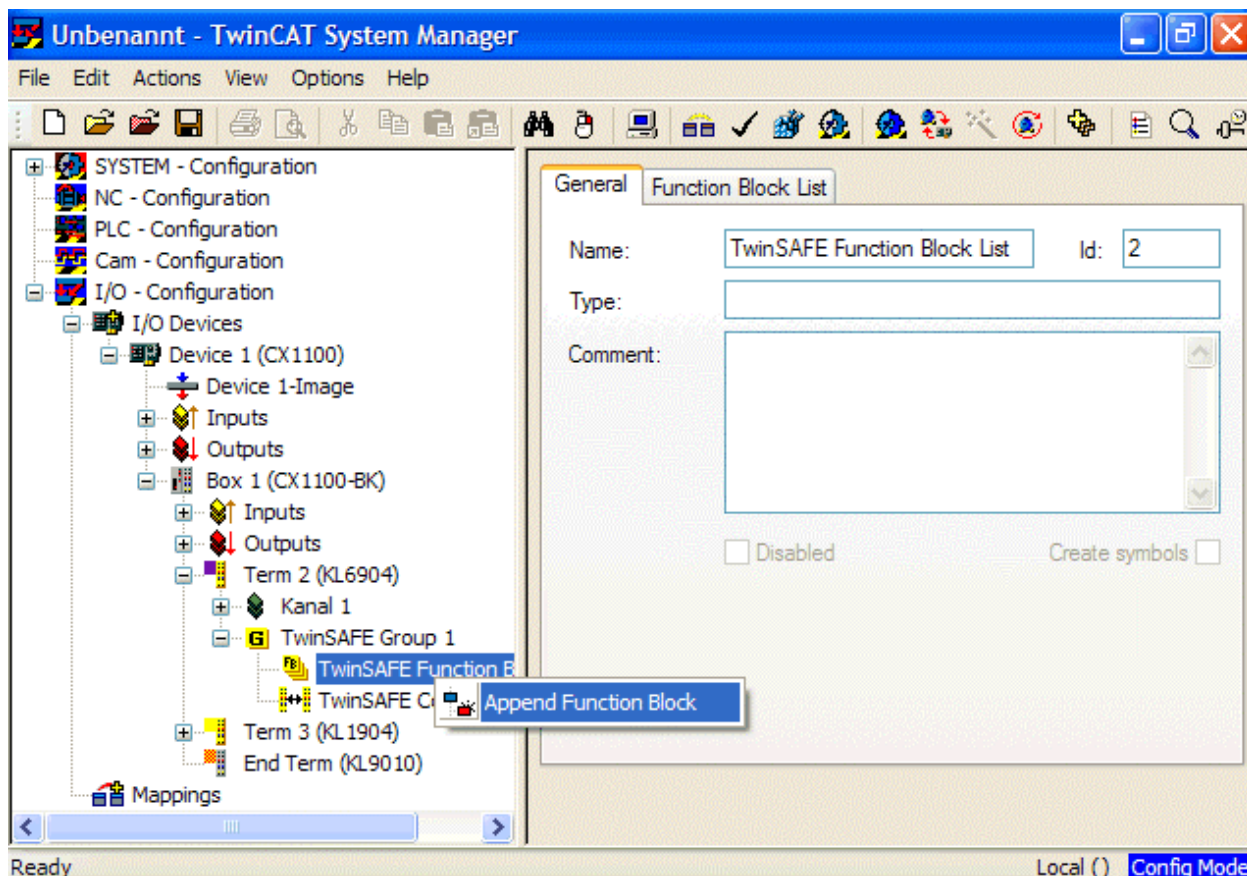 Unbenannt - TwinCAT System Manager
File Edit Actions View Options Help
SYSTEM - Configuration
NC - Configuration
PLC - Configuration
Cam - Configuration
I/O - Configuration
I/O Devices
Device 1 (CX1100)
Device 1-Image
Inputs
Outputs
Box 1 (CX1100-BK)
Inputs
Outputs
Term 2 (KL6904)
Kanal 1
G TwinSAFE Group 1
FB TwinSAFE Function B
TwinSAFE C
Append Function Block
Term 3 (KL1904)
End Term (KL9010)
Mappings
General Function Block List
Name: TwinSAFE Function Block List Id: 2
Type:
Comment:
Disabled Create symbols
Ready Local () Config Mode